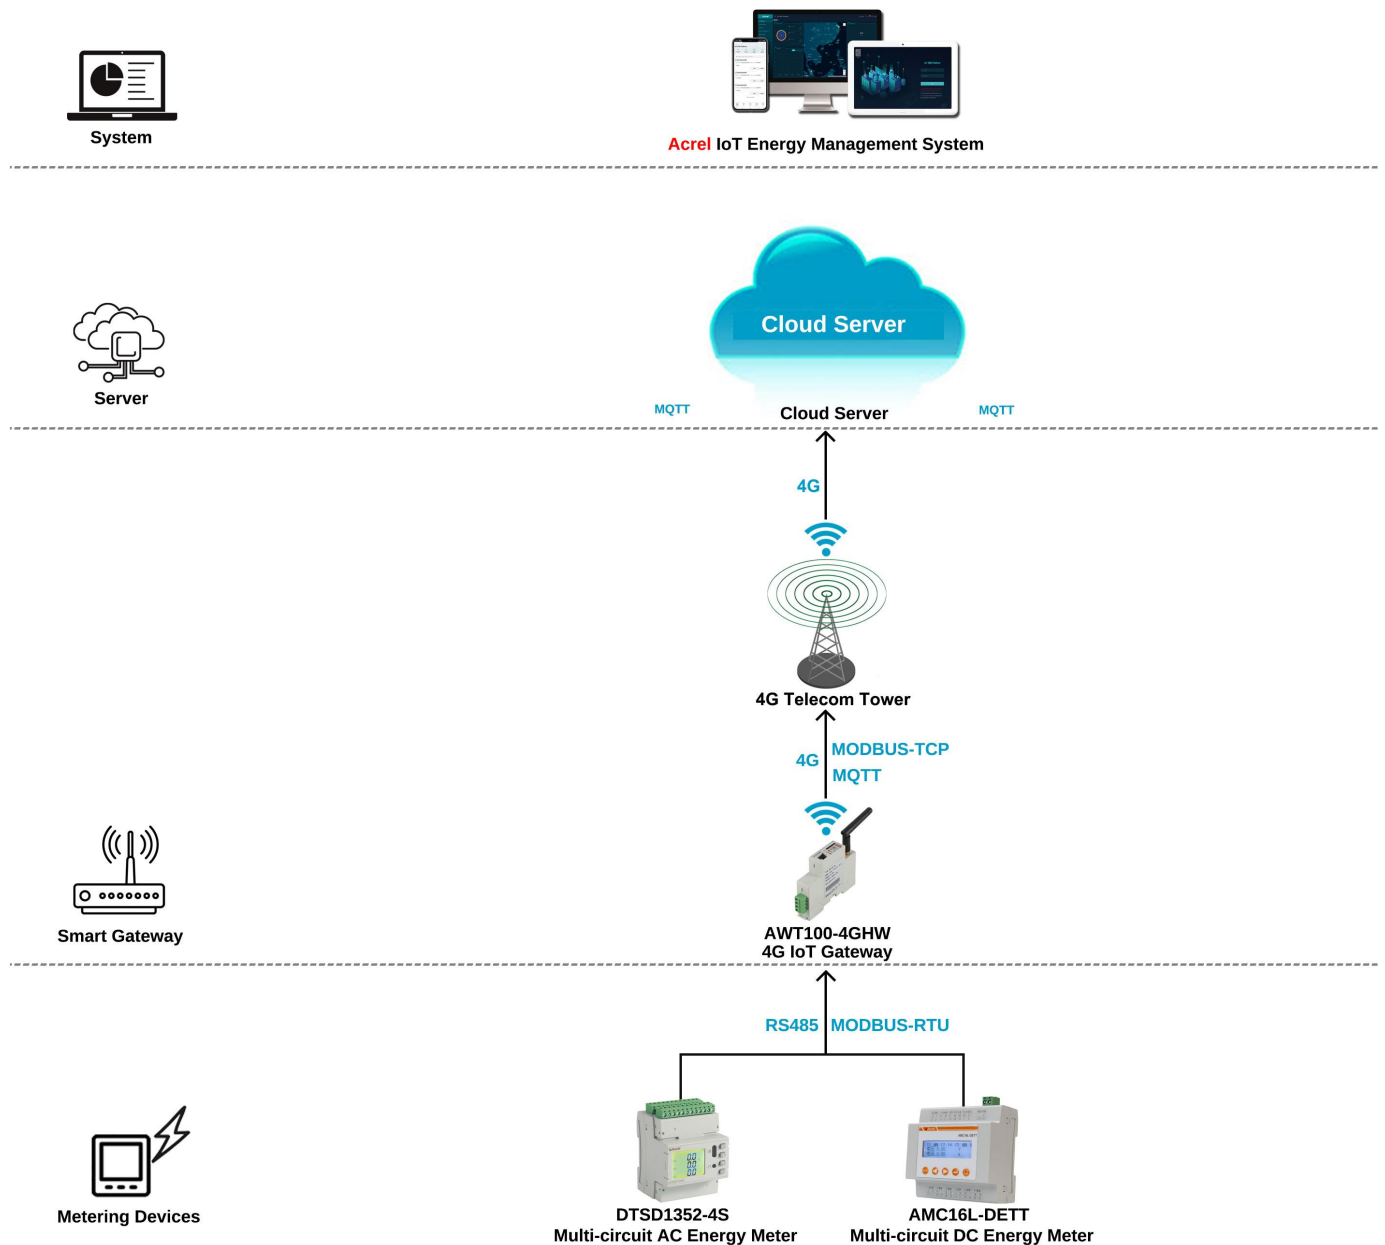 System
Acrel IoT Energy Management System
Cloud Server
Server
MQTT
Cloud Server
MQTT
4G
4G Telecom Tower
4G
MODBUS-TCP
MQTT
Smart Gateway
AWT100-4GHW
4G IoT Gateway
RS485
MODBUS-RTU
Metering Devices
DTSD1352-4S
Multi-circuit AC Energy Meter
AMC16L-DETT
Multi-circuit DC Energy Meter